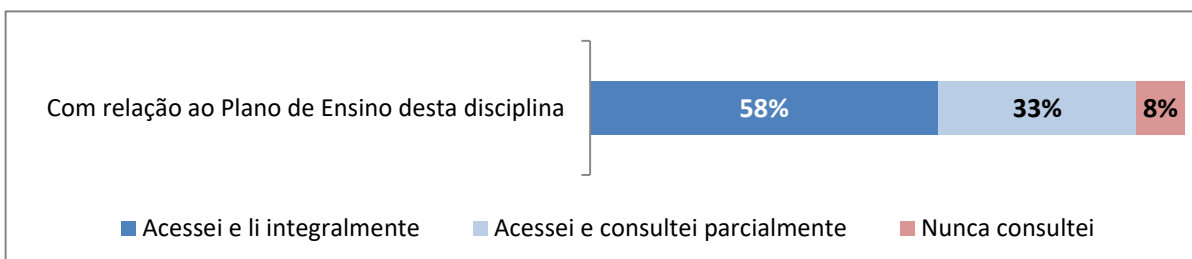 Com relação ao Plano de Ensino desta disciplina
58%
33%
8%
Acessei e li integralmente
Acessei e consultei parcialmente
Nunca consultei